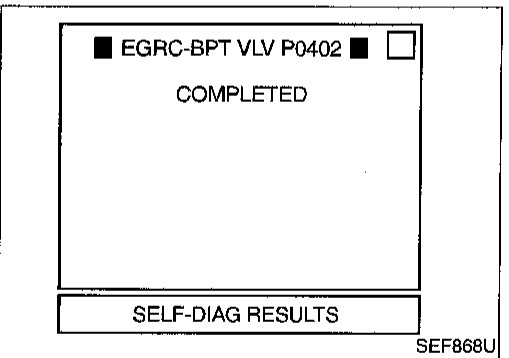 EGRC-BPT VLV P0402
COMPLETED
SELF-DIAG RESULTS
SEF868U